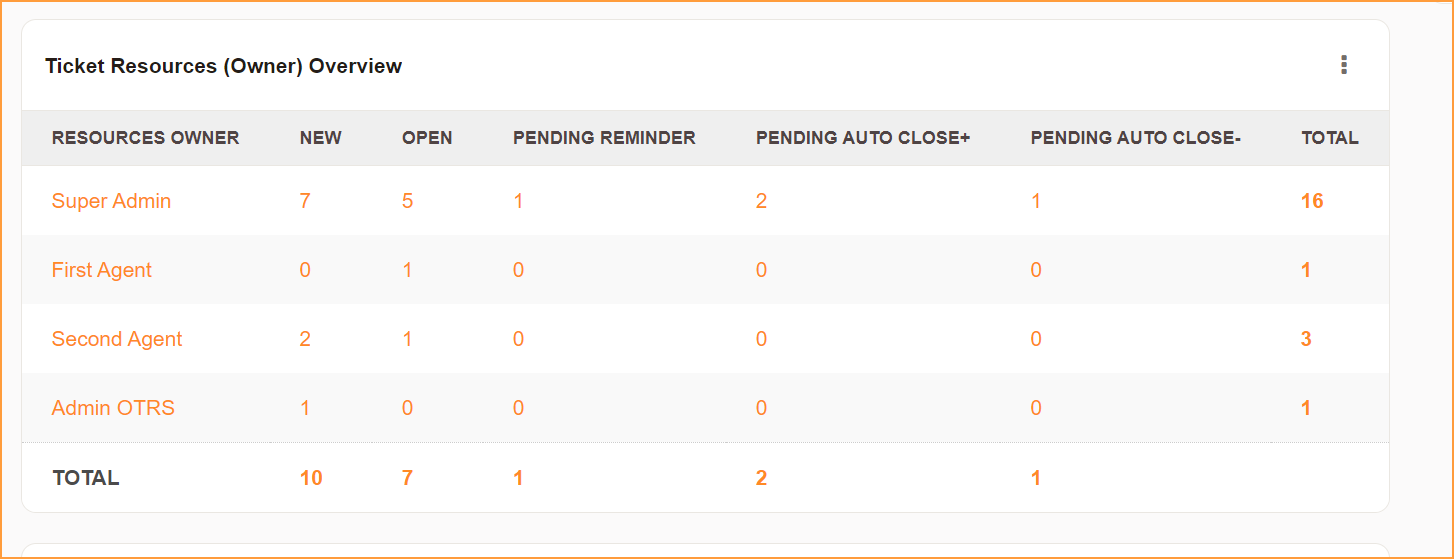 Ticket Resources (Owner) Overview
RESOURCES OWNER NEW OPEN PENDING REMINDER PENDING AUTO CLOSE+ PENDING AUTO CLOSE- TOTAL
Super Admin 7 5 1 2 1 16
First Agent 0 1 0 0 0 1
Second Agent 2 1 0 0 0 3
Admin OTRS 1 0 0 0 0 1
TOTAL 10 7 1 2 1